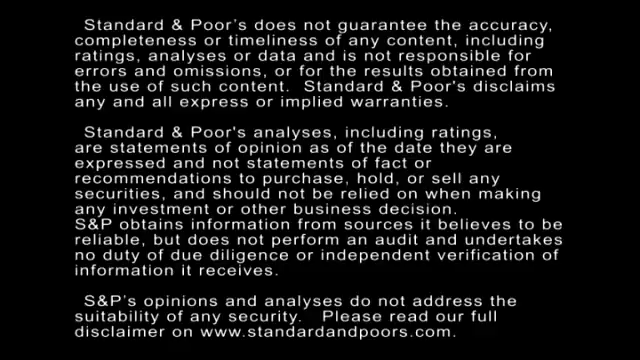 Standard & Poor's does not guarantee the accuracy,
completeness or timeliness of any content, including
ratings, analyses or data and is not responsible for
errors and omissions, or for the results obtained from
the use of such content. Standard & Poor's disclaims
any and all express or implied warranties.
Standard & Poor's analyses, including ratings,
are statements of opinion as of the date they are
expressed and not statements of fact or
recommendations to purchase, hold, or sell any
securities, and should not be relied on when making
any investment or other business decision.
S&P obtains information from sources it believes to be
reliable, but does not perform an audit and undertakes
no duty of due diligence or independent verification of
information it receives.
S&P's opinions and analyses do not address the
suitability of any security. Please read our full
disclaimer on www.standardandpoors.com.